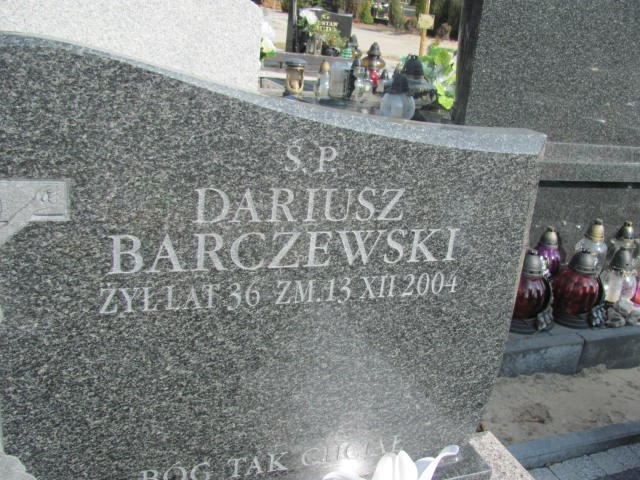 Ś.P.
DARIUSZ
BARCZEWSKI
ŻYŁ LAT 36 ZM.13 XII 2004
BÓG TAK CHCIAŁ